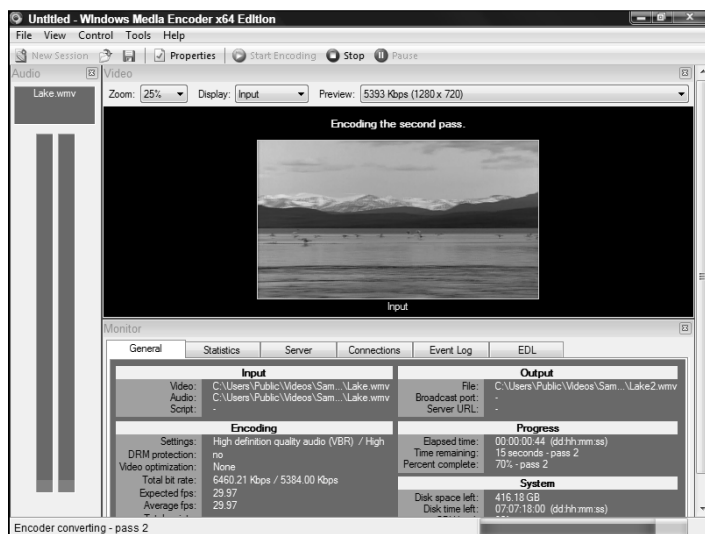 Untitled - Windows Media Encoder x64 Edition
File View Control Tools Help
New Session Properties Start Encoding Stop Pause
Audio
Lake.wmv
Video
Zoom: 25% Display: Input Preview: 5393 Kbps (1280 x 720)
Encoding the second pass.
Input
Monitor
General Statistics Server Connections Event Log EDL
Input
Video: C:\Users\Public\Videos\Sam...\Lake.wmv
Audio: C:\Users\Public\Videos\Sam...\Lake.wmv
Script: -
Encoding
Settings: High definition quality audio (VBR) / High
DRM protection: no
Video optimization: None
Total bit rate: 6460.21 Kbps / 5384.00 Kbps
Expected fps: 29.97
Average fps: 29.97
Output
File: C:\Users\Public\Videos\Sam...\Lake2.wmv
Broadcast port: -
Server URL: -
Progress
Elapsed time: 00:00:00:44 (dd:hh:mm:ss)
Time remaining: 15 seconds - pass 2
Percent complete: 70% - pass 2
System
Disk space left: 416.18 GB
Disk time left: 07:07:18:00 (dd:hh:mm:ss)
Encoder converting - pass 2